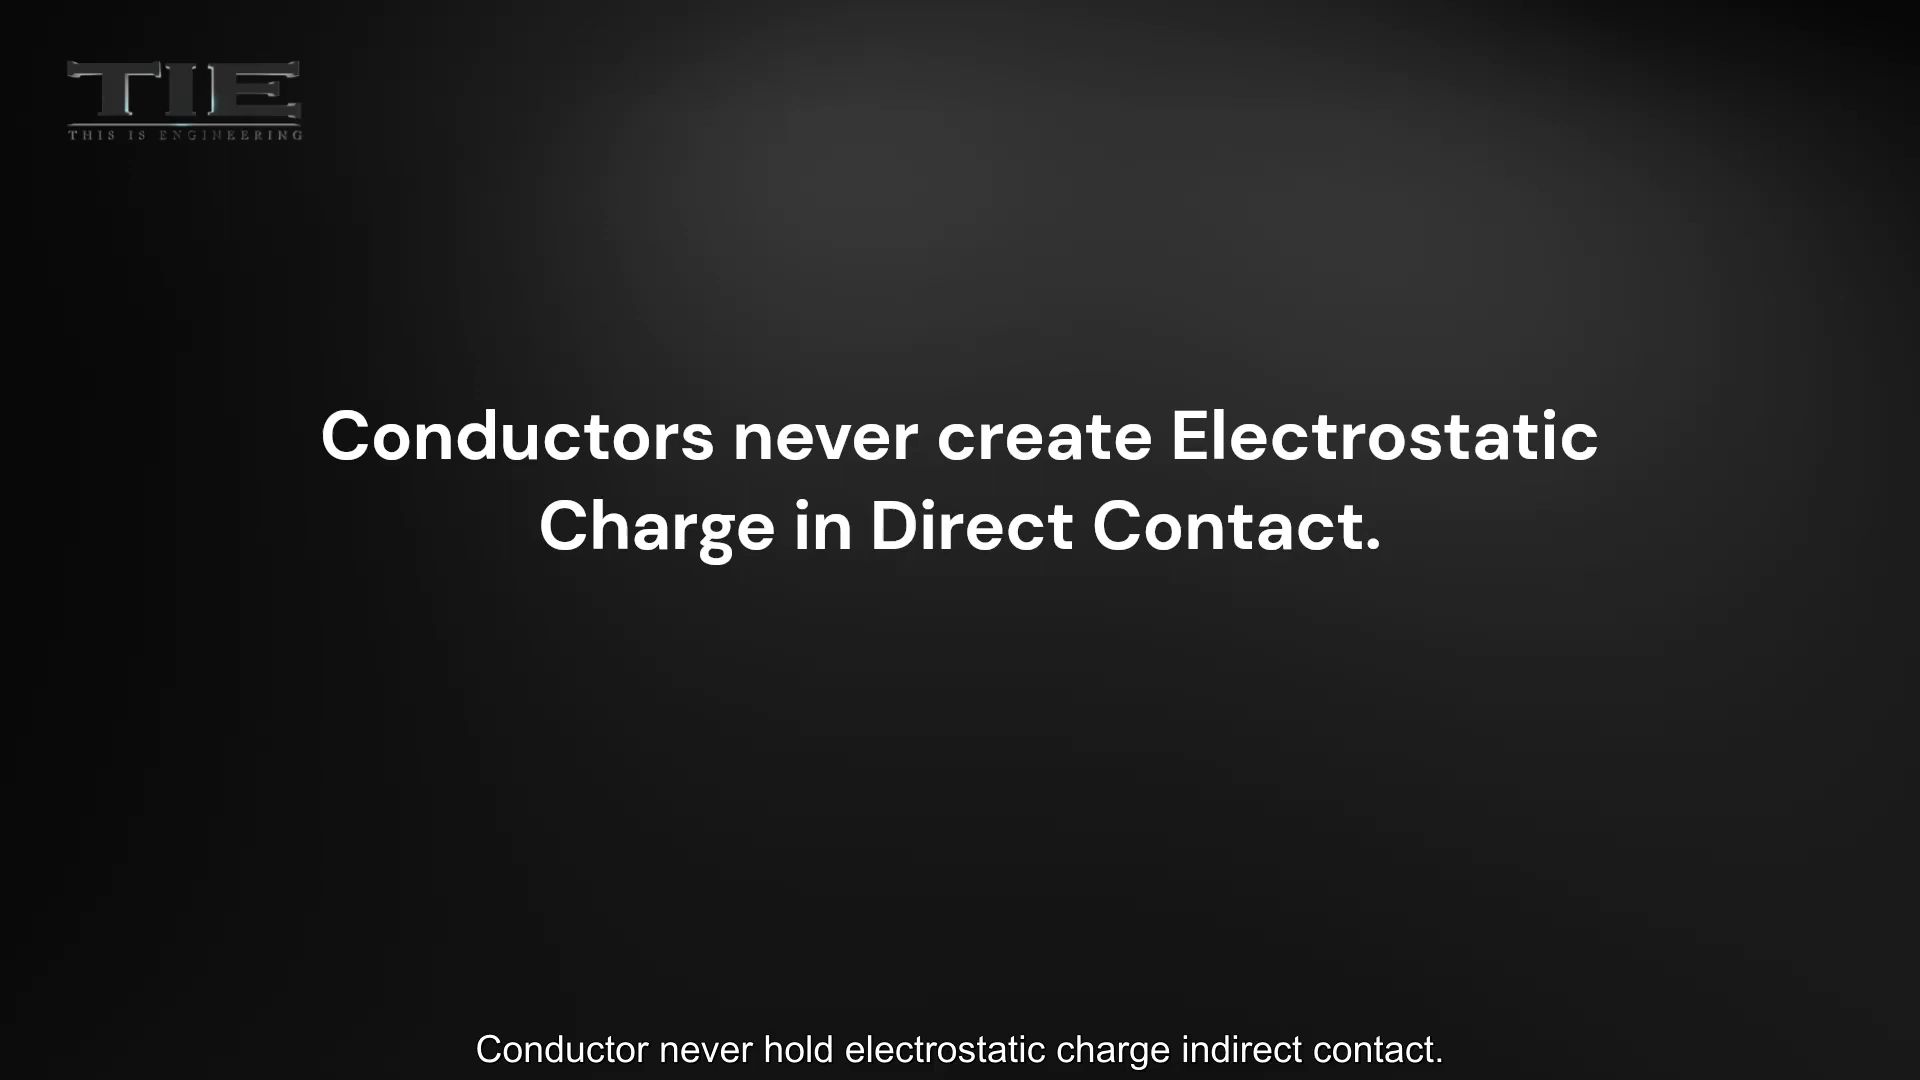 TIE
THIS IS ENGINEERING
Conductors never create Electrostatic
Charge in Direct Contact.
Conductor never hold electrostatic charge indirect contact.